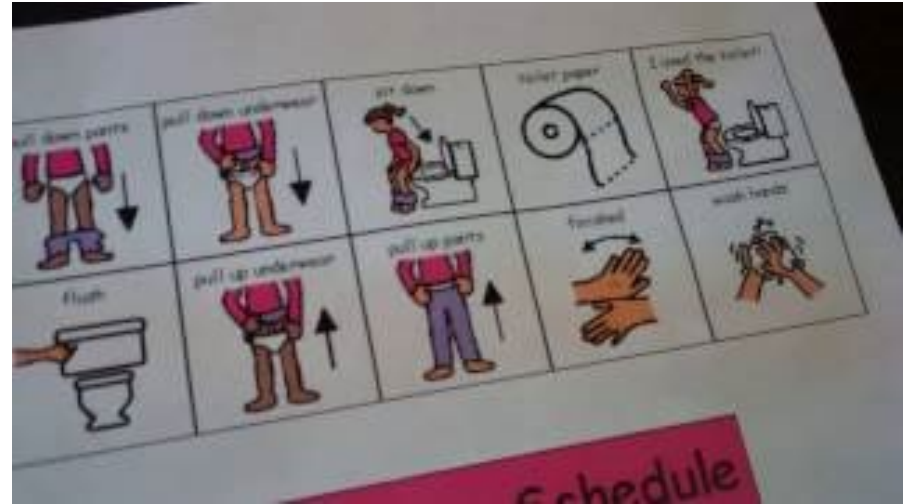 pull down pants
pull down underwear
sit down
toilet paper
I used the toilet!
flush
pull up underwear
pull up pants
finished
wash hands
Schedule